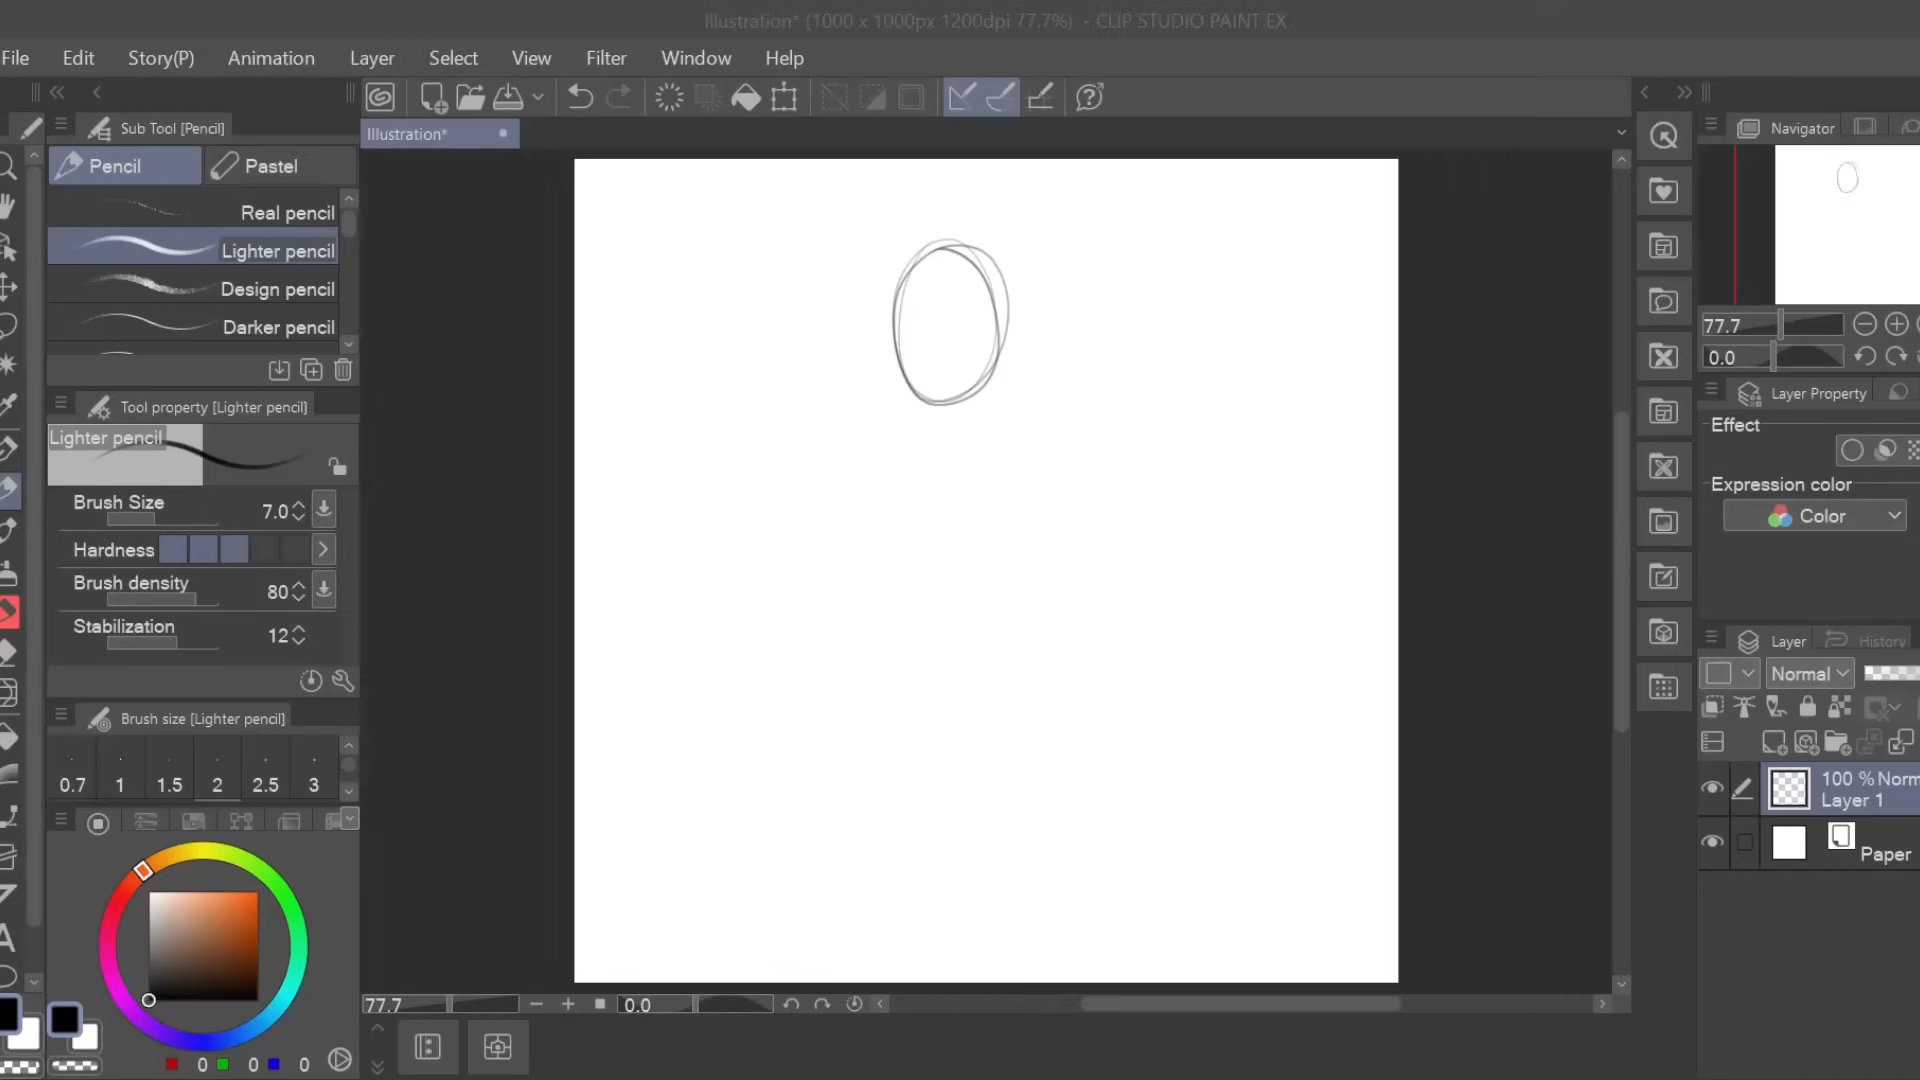 Illustration* (1000 x 1000px 1200dpi 77.7%) - CLIP STUDIO PAINT EX
File Edit Story(P) Animation Layer Select View Filter Window Help
Sub Tool [Pencil]
Pencil Pastel
Real pencil
Lighter pencil
Design pencil
Darker pencil
Tool property [Lighter pencil]
Lighter pencil
Brush Size 7.0
Hardness
Brush density 80
Stabilization 12
Brush size [Lighter pencil]
0.7 1 1.5 2 2.5 3
0 0 0
Illustration*
77.7 0.0
Navigator
77.7
0.0
Layer Property
Effect
Expression color
Color
Layer History
Normal
100 % Norm
Layer 1
Paper